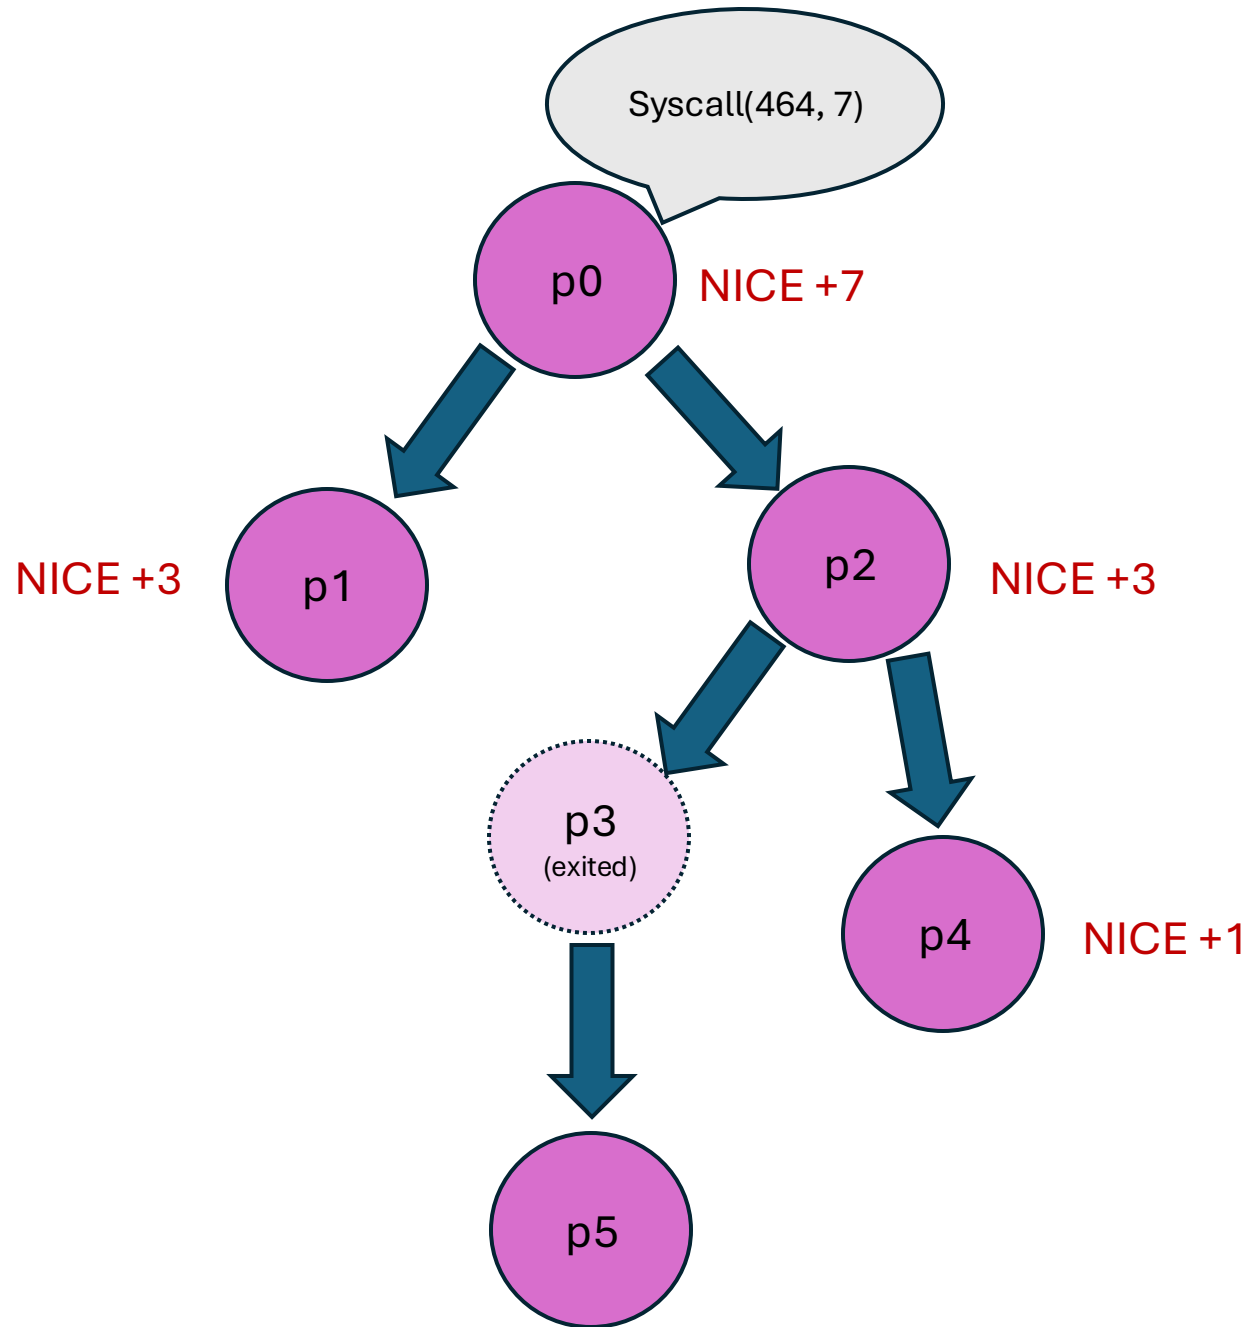 Syscall(464, 7)
p0
NICE +7
NICE +3
p1
p2
NICE +3
p3
(exited)
p4
NICE +1
p5